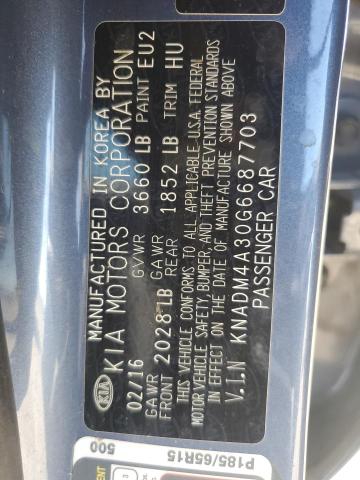 MANUFACTURED IN KOREA BY
KIA KIA MOTORS CORPORATION
02/16 GVWR 3660 LB PAINT EU2
GAWR FRONT 2028 LB GAWR REAR 1852 LB TRIM HU
THIS VEHICLE CONFORMS TO ALL APPLICABLE U.S.A. FEDERAL
MOTOR VEHICLE SAFETY, BUMPER, AND THEFT PREVENTION STANDARDS
IN EFFECT ON THE DATE OF MANUFACTURE SHOWN ABOVE
V.I.N KNADM4A30G6687703
PASSENGER CAR
500 P185/65R15